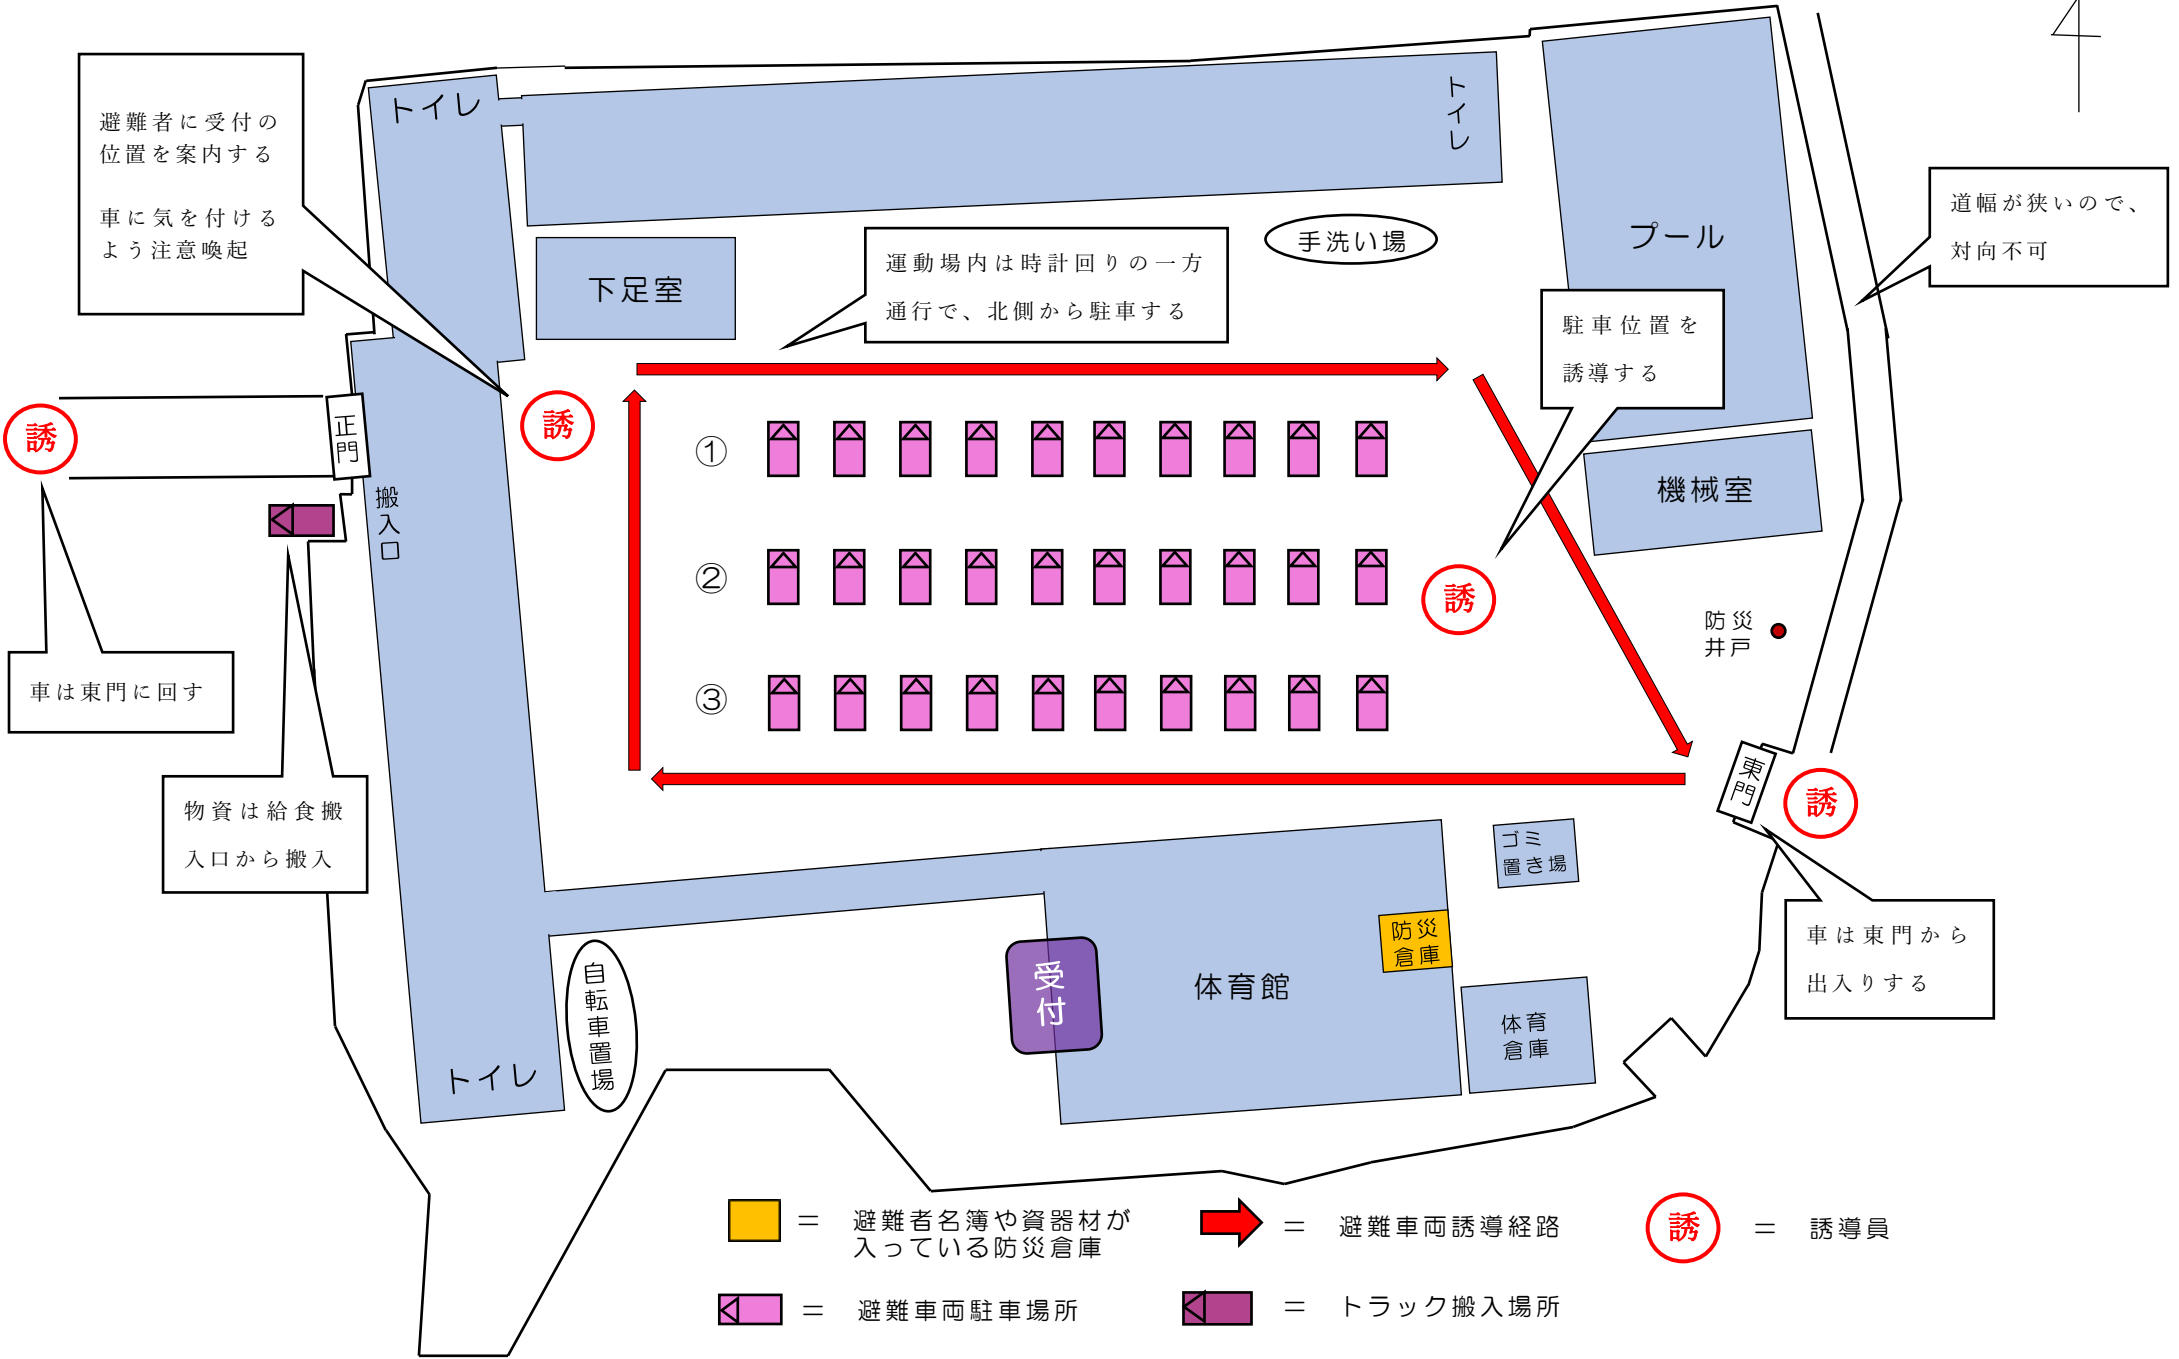 避難者に受付の
位置を案内する
車に気を付ける
よう注意喚起
トイレ
トイレ
プール
手洗い場
下足室
運動場内は時計回りの一方
通行で、北側から駐車する
駐車位置を
誘導する
道幅が狭いので、
対向不可
誘
正門
誘
搬入口
①
②
③
誘
機械室
防災
井戸
車は東門に回す
物資は給食搬
入口から搬入
東門
誘
車は東門から
出入りする
ゴミ
置き場
防災
倉庫
体育館
受付
体育
倉庫
自転車置場
トイレ
＝ 避難者名簿や資器材が
入っている防災倉庫
＝ 避難車両誘導経路
誘 ＝ 誘導員
＝ 避難車両駐車場所
＝ トラック搬入場所